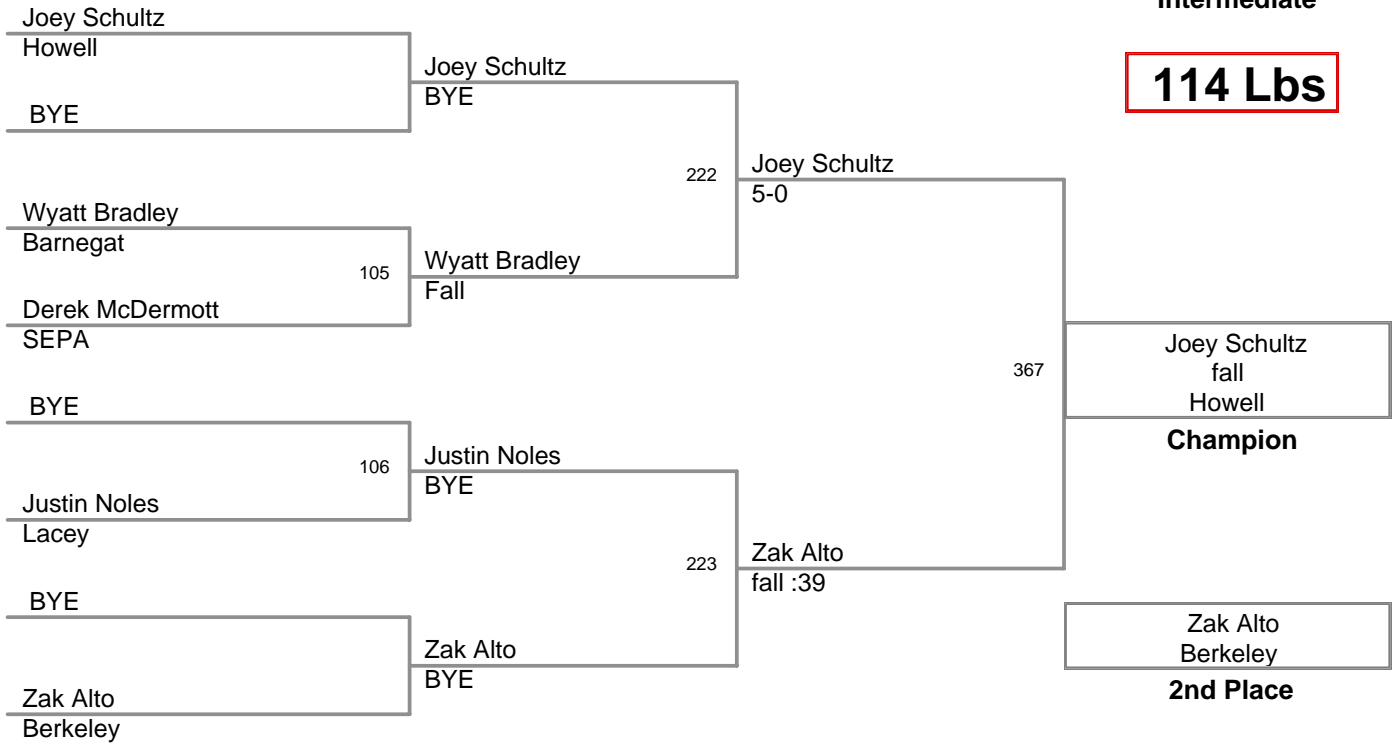 Intermediate
114 Lbs
Joey Schultz
Howell
BYE
Wyatt Bradley
Barnegat
105
Derek McDermott
SEPA
BYE
106
Justin Noles
Lacey
BYE
Zak Alto
Berkeley
Joey Schultz
BYE
222
Wyatt Bradley
Fall
Justin Noles
BYE
223
Zak Alto
BYE
Joey Schultz
5-0
367
Zak Alto
fall :39
Joey Schultz
fall
Howell
Champion
Zak Alto
Berkeley
2nd Place